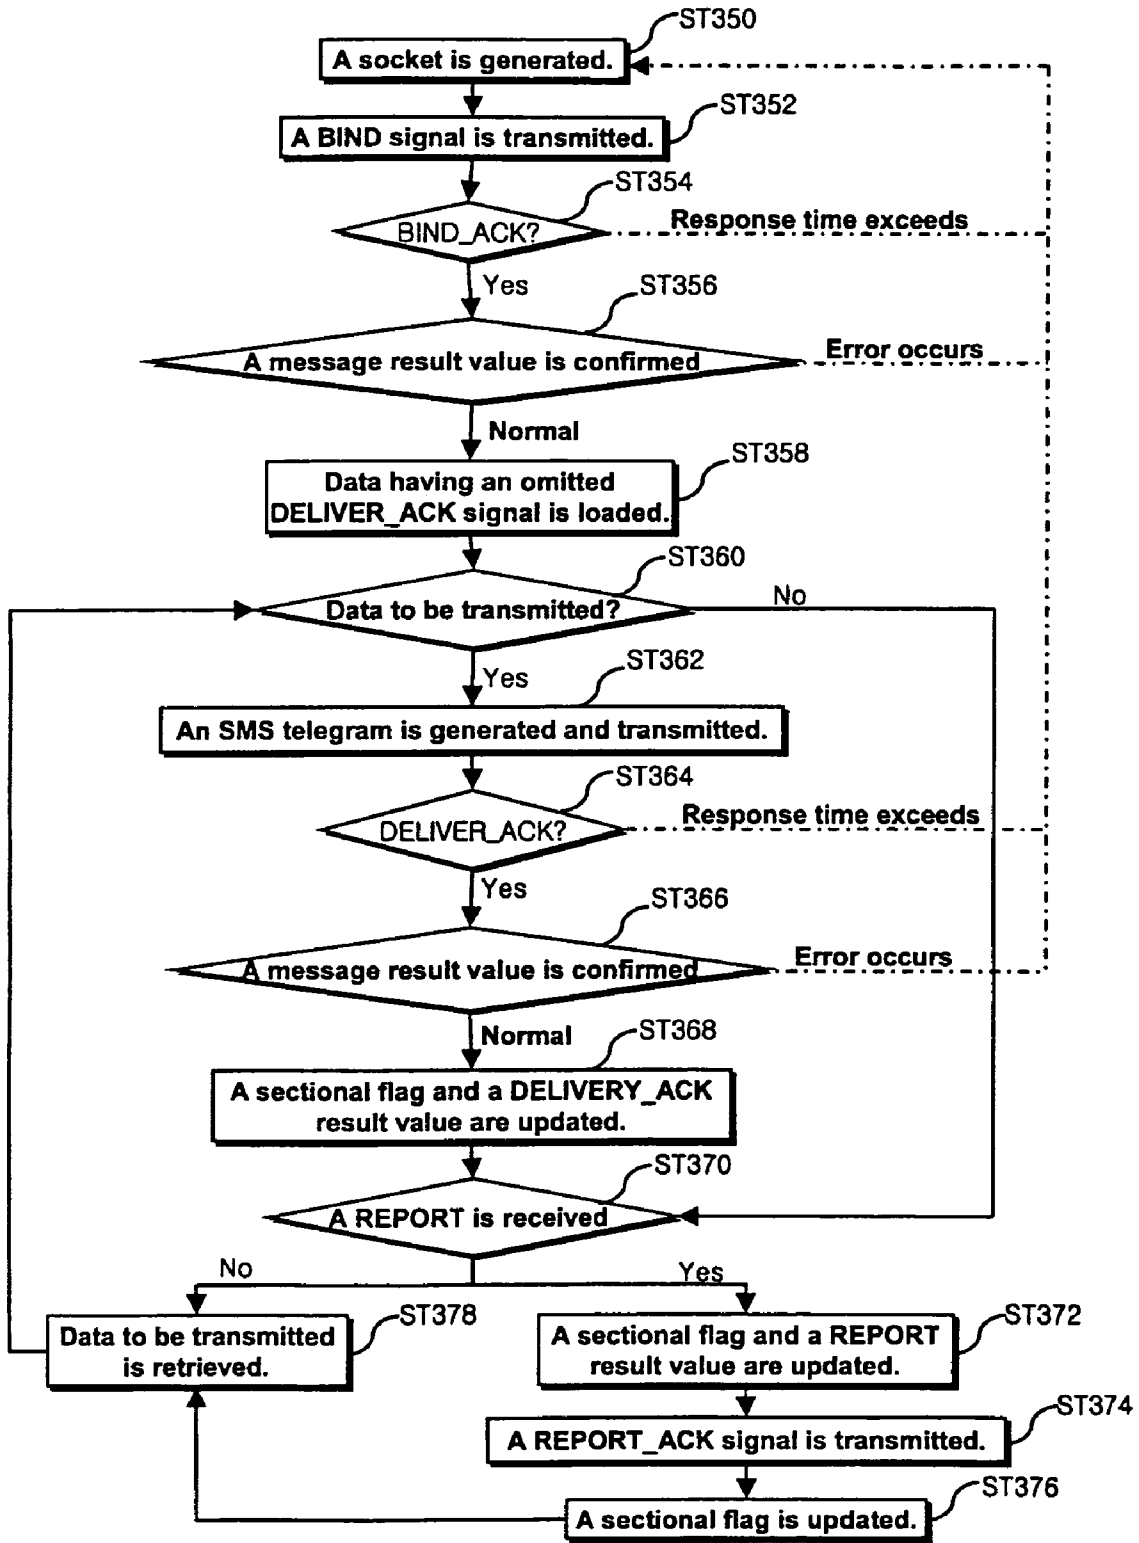 ST350
A socket is generated.
ST352
A BIND signal is transmitted.
ST354
BIND_ACK?
Response time exceeds
Yes
ST356
A message result value is confirmed
Error occurs
Normal
ST358
Data having an omitted
DELIVER_ACK signal is loaded.
ST360
Data to be transmitted?
No
Yes
ST362
An SMS telegram is generated and transmitted.
ST364
DELIVER_ACK?
Response time exceeds
Yes
ST366
A message result value is confirmed
Error occurs
Normal
ST368
A sectional flag and a DELIVERY_ACK
result value are updated.
ST370
A REPORT is received
No
Yes
ST378
Data to be transmitted
is retrieved.
ST372
A sectional flag and a REPORT
result value are updated.
ST374
A REPORT_ACK signal is transmitted.
ST376
A sectional flag is updated.